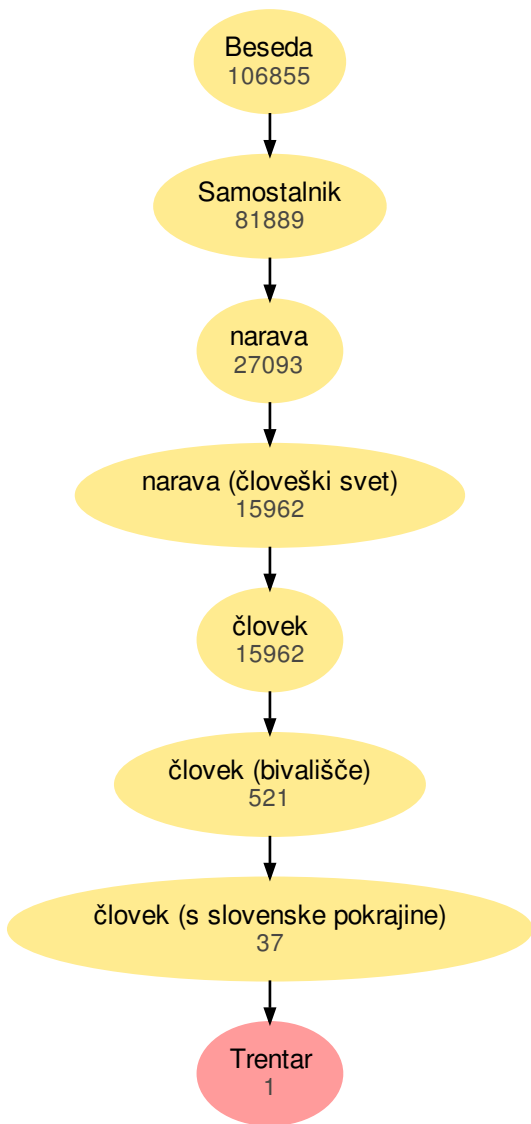 Beseda
106855
Samostalnik
81889
narava
27093
narava (človeški svet)
15962
človek
15962
človek (bivališče)
521
človek (s slovenske pokrajine)
37
Trentar
1